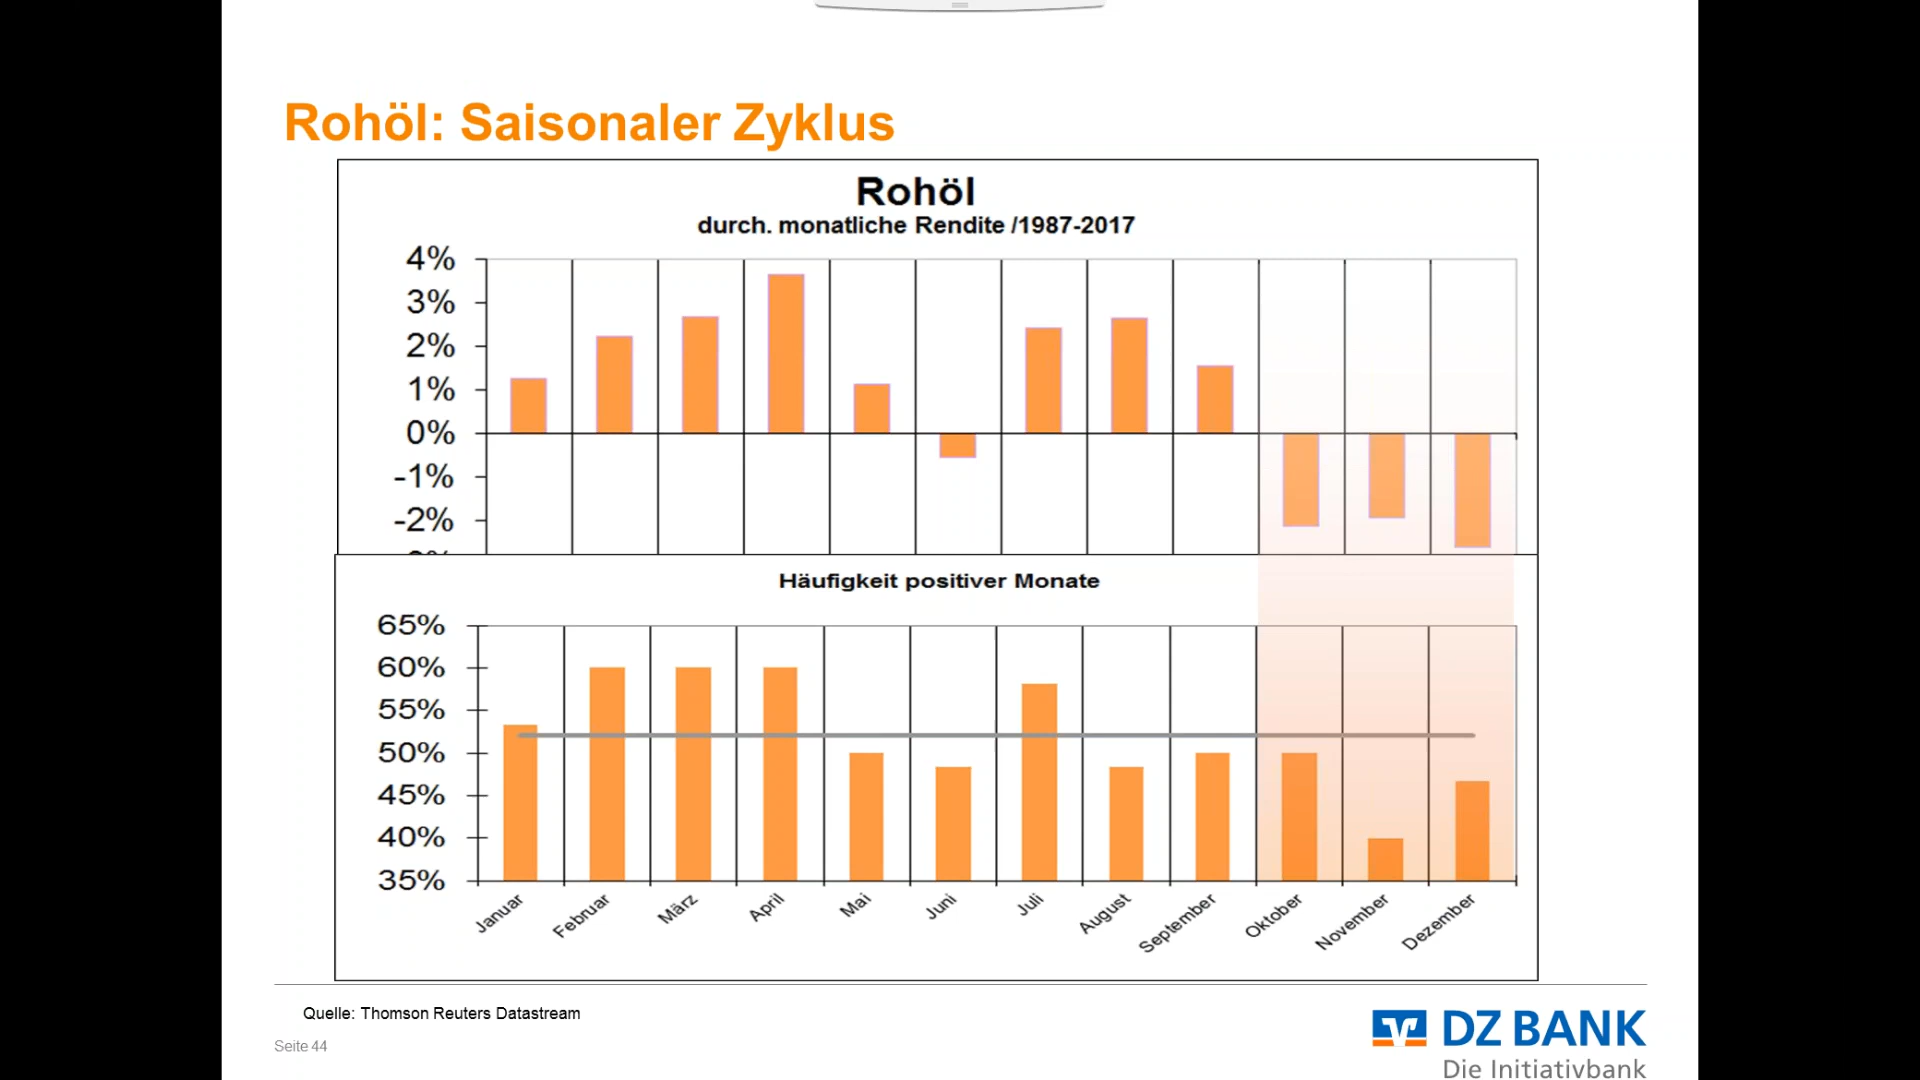 Rohöl: Saisonaler Zyklus
Rohöl
durch. monatliche Rendite /1987-2017
4%
3%
2%
1%
0%
-1%
-2%
Häufigkeit positiver Monate
65%
60%
55%
50%
45%
40%
35%
Januar
Februar
März
April
Mai
Juni
Juli
August
September
Oktober
November
Dezember
Quelle: Thomson Reuters Datastream
Seite 44
DZ BANK
Die Initiativbank